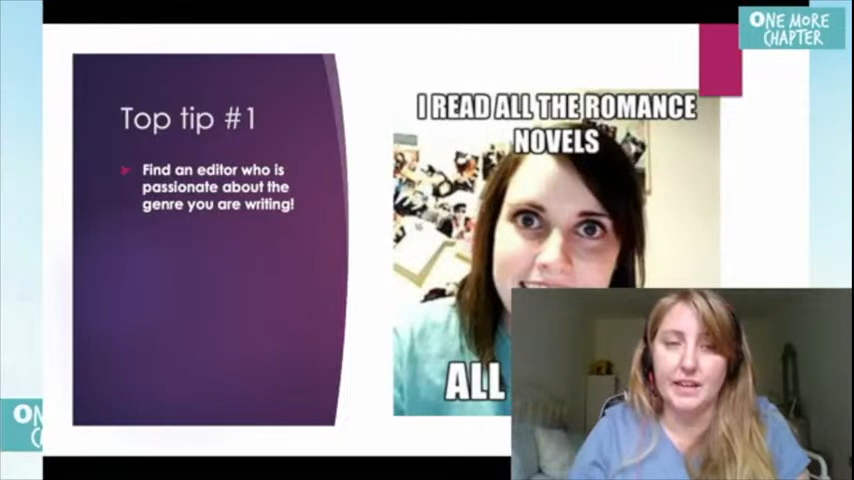 ONE MORE
CHAPTER
Top tip #1
Find an editor who is
passionate about the
genre you are writing!
I READ ALL THE ROMANCE
NOVELS
ALL
ON
C